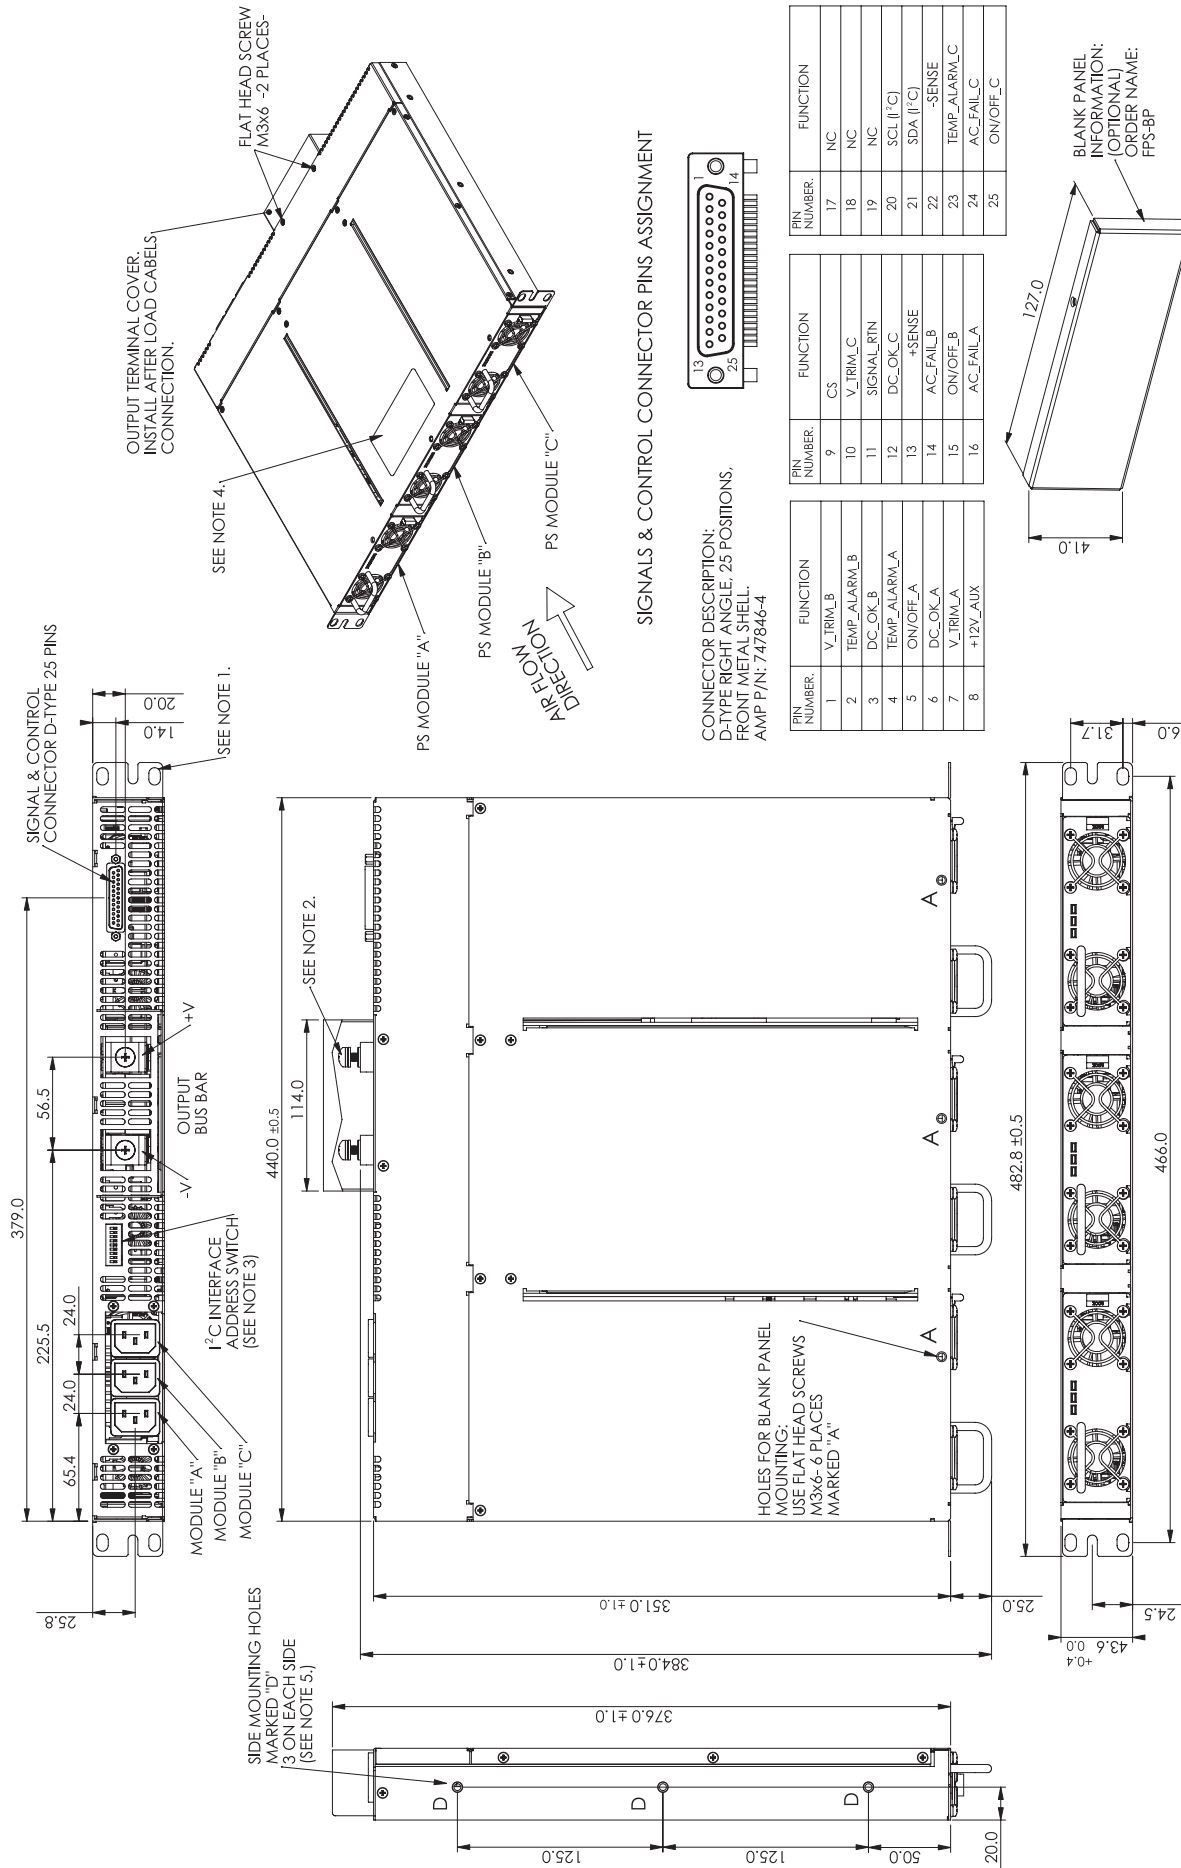 SIGNAL & CONTROL
CONNECTOR D-TYPE 25 PINS
20.0
14.0
SEE NOTE 1.
379.0
56.5
225.5
24.0
24.0
65.4
25.8
+V
OUTPUT
BUS BAR
-V
I²C INTERFACE
ADDRESS SWITCH
(SEE NOTE 3)
MODULE "A"
MODULE "B"
MODULE "C"
OUTPUT TERMINAL COVER.
INSTALL AFTER LOAD CABELS
CONNECTION.
FLAT HEAD SCREW
M3x6 -2 PLACES-
SEE NOTE 4.
PS MODULE "A"
PS MODULE "B"
PS MODULE "C"
AIR FLOW
DIRECTION
SIDE MOUNTING HOLES
MARKED "D"
3 ON EACH SIDE
(SEE NOTE 5.)
376.0 ±1.0
D
D
D
125.0
125.0
50.0
20.0
SEE NOTE 2.
114.0
440.0 ±0.5
384.0±1.0
351.0 ±1.0
25.0
HOLES FOR BLANK PANEL
MOUNTING:
USE FLAT HEAD SCREWS
M3x6- 6 PLACES
MARKED "A"
A
A
A
482.8 ±0.5
466.0
31.7
6.0
24.5
43.6 +0.4 0.0
SIGNALS & CONTROL CONNECTOR PINS ASSIGNMENT
CONNECTOR DESCRIPTION:
D-TYPE RIGHT ANGLE, 25 POSITIONS,
FRONT METAL SHELL.
AMP P/N: 747846-4
13
1
25
14
PIN NUMBER. FUNCTION
1 V_TRIM_B
2 TEMP_ALARM_B
3 DC_OK_B
4 TEMP_ALARM_A
5 ON/OFF_A
6 DC_OK_A
7 V_TRIM_A
8 +12V_AUX
PIN NUMBER. FUNCTION
9 CS
10 V_TRIM_C
11 SIGNAL_RTN
12 DC_OK_C
13 +SENSE
14 AC_FAIL_B
15 ON/OFF_B
16 AC_FAIL_A
PIN NUMBER. FUNCTION
17 NC
18 NC
19 NC
20 SCL (I²C)
21 SDA (I²C)
22 -SENSE
23 TEMP_ALARM_C
24 AC_FAIL_C
25 ON/OFF_C
127.0
41.0
BLANK PANEL
INFORMATION:
(OPTIONAL)
ORDER NAME:
FPS-BP